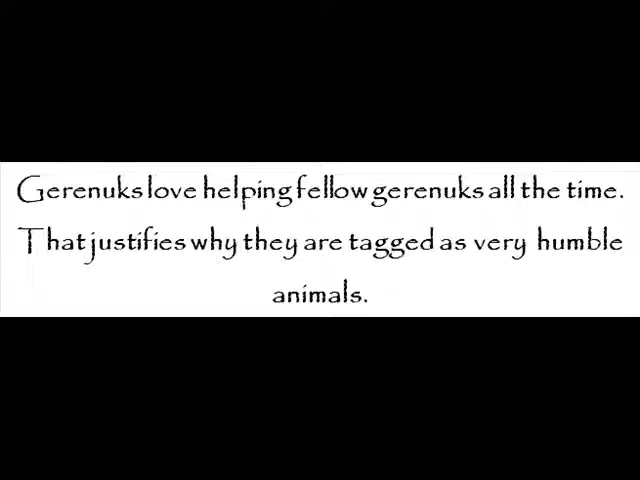 Gerenuks love helping fellow gerenuks all the time.
That justifies why they are tagged as very humble
animals.